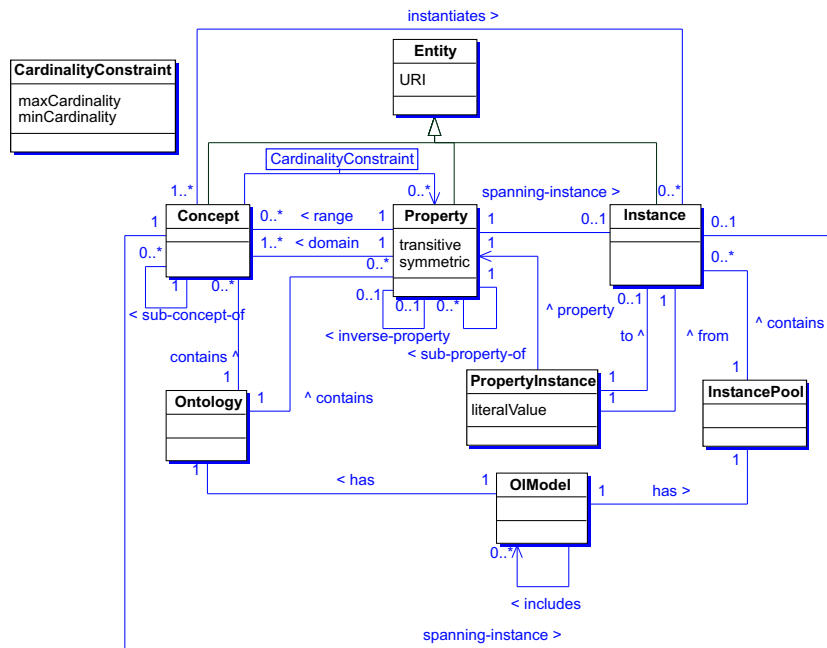 instantiates >
Entity
URI
CardinalityConstraint
maxCardinality
minCardinality
CardinalityConstraint
1..*
0..*
spanning-instance >
0..*
1
Concept
0..*
< range
1
Property
1
0..1
Instance
0..1
1..*
< domain
1
transitive
symmetric
1
0..*
0..*
0..*
1
0..*
0..1
0..1
0..*
1
0..1
1
< sub-concept-of
< inverse-property
^ property
to ^
^ from
^ contains
< sub-property-of
contains ^
1
1
^ contains
PropertyInstance
literalValue
1
1
1
InstancePool
Ontology
1
< has
1
OIModel
1
has >
1
0..*
< includes
spanning-instance >